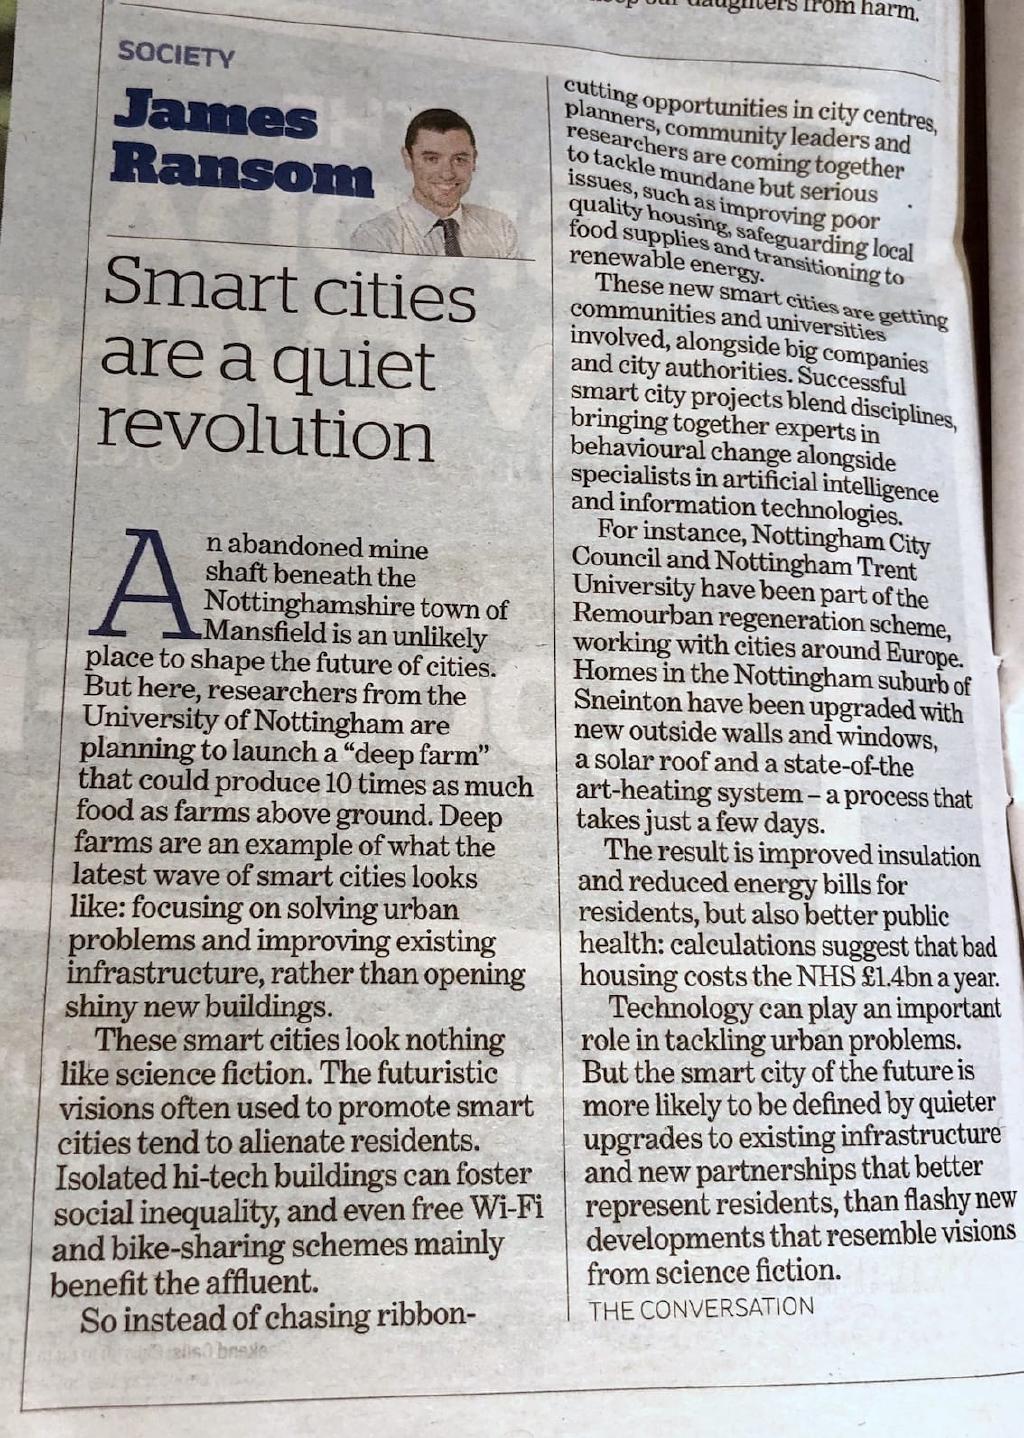 daughters from harm.
SOCIETY
James
Ransom
Smart cities
are a quiet
revolution
An abandoned mine
shaft beneath the
Nottinghamshire town of
Mansfield is an unlikely
place to shape the future of cities.
But here, researchers from the
University of Nottingham are
planning to launch a “deep farm”
that could produce 10 times as much
food as farms above ground. Deep
farms are an example of what the
latest wave of smart cities looks
like: focusing on solving urban
problems and improving existing
infrastructure, rather than opening
shiny new buildings.
These smart cities look nothing
like science fiction. The futuristic
visions often used to promote smart
cities tend to alienate residents.
Isolated hi-tech buildings can foster
social inequality, and even free Wi-Fi
and bike-sharing schemes mainly
benefit the affluent.
So instead of chasing ribbon-
cutting opportunities in city centres,
planners, community leaders and
researchers are coming together
to tackle mundane but serious
issues, such as improving poor
quality housing, safeguarding local
food supplies and transitioning to
renewable energy.
These new smart cities are getting
communities and universities
involved, alongside big companies
and city authorities. Successful
smart city projects blend disciplines,
bringing together experts in
behavioural change alongside
specialists in artificial intelligence
and information technologies.
For instance, Nottingham City
Council and Nottingham Trent
University have been part of the
Remourban regeneration scheme,
working with cities around Europe.
Homes in the Nottingham suburb of
Sneinton have been upgraded with
new outside walls and windows,
a solar roof and a state-of-the
art-heating system – a process that
takes just a few days.
The result is improved insulation
and reduced energy bills for
residents, but also better public
health: calculations suggest that bad
housing costs the NHS £1.4bn a year.
Technology can play an important
role in tackling urban problems.
But the smart city of the future is
more likely to be defined by quieter
upgrades to existing infrastructure
and new partnerships that better
represent residents, than flashy new
developments that resemble visions
from science fiction.
THE CONVERSATION